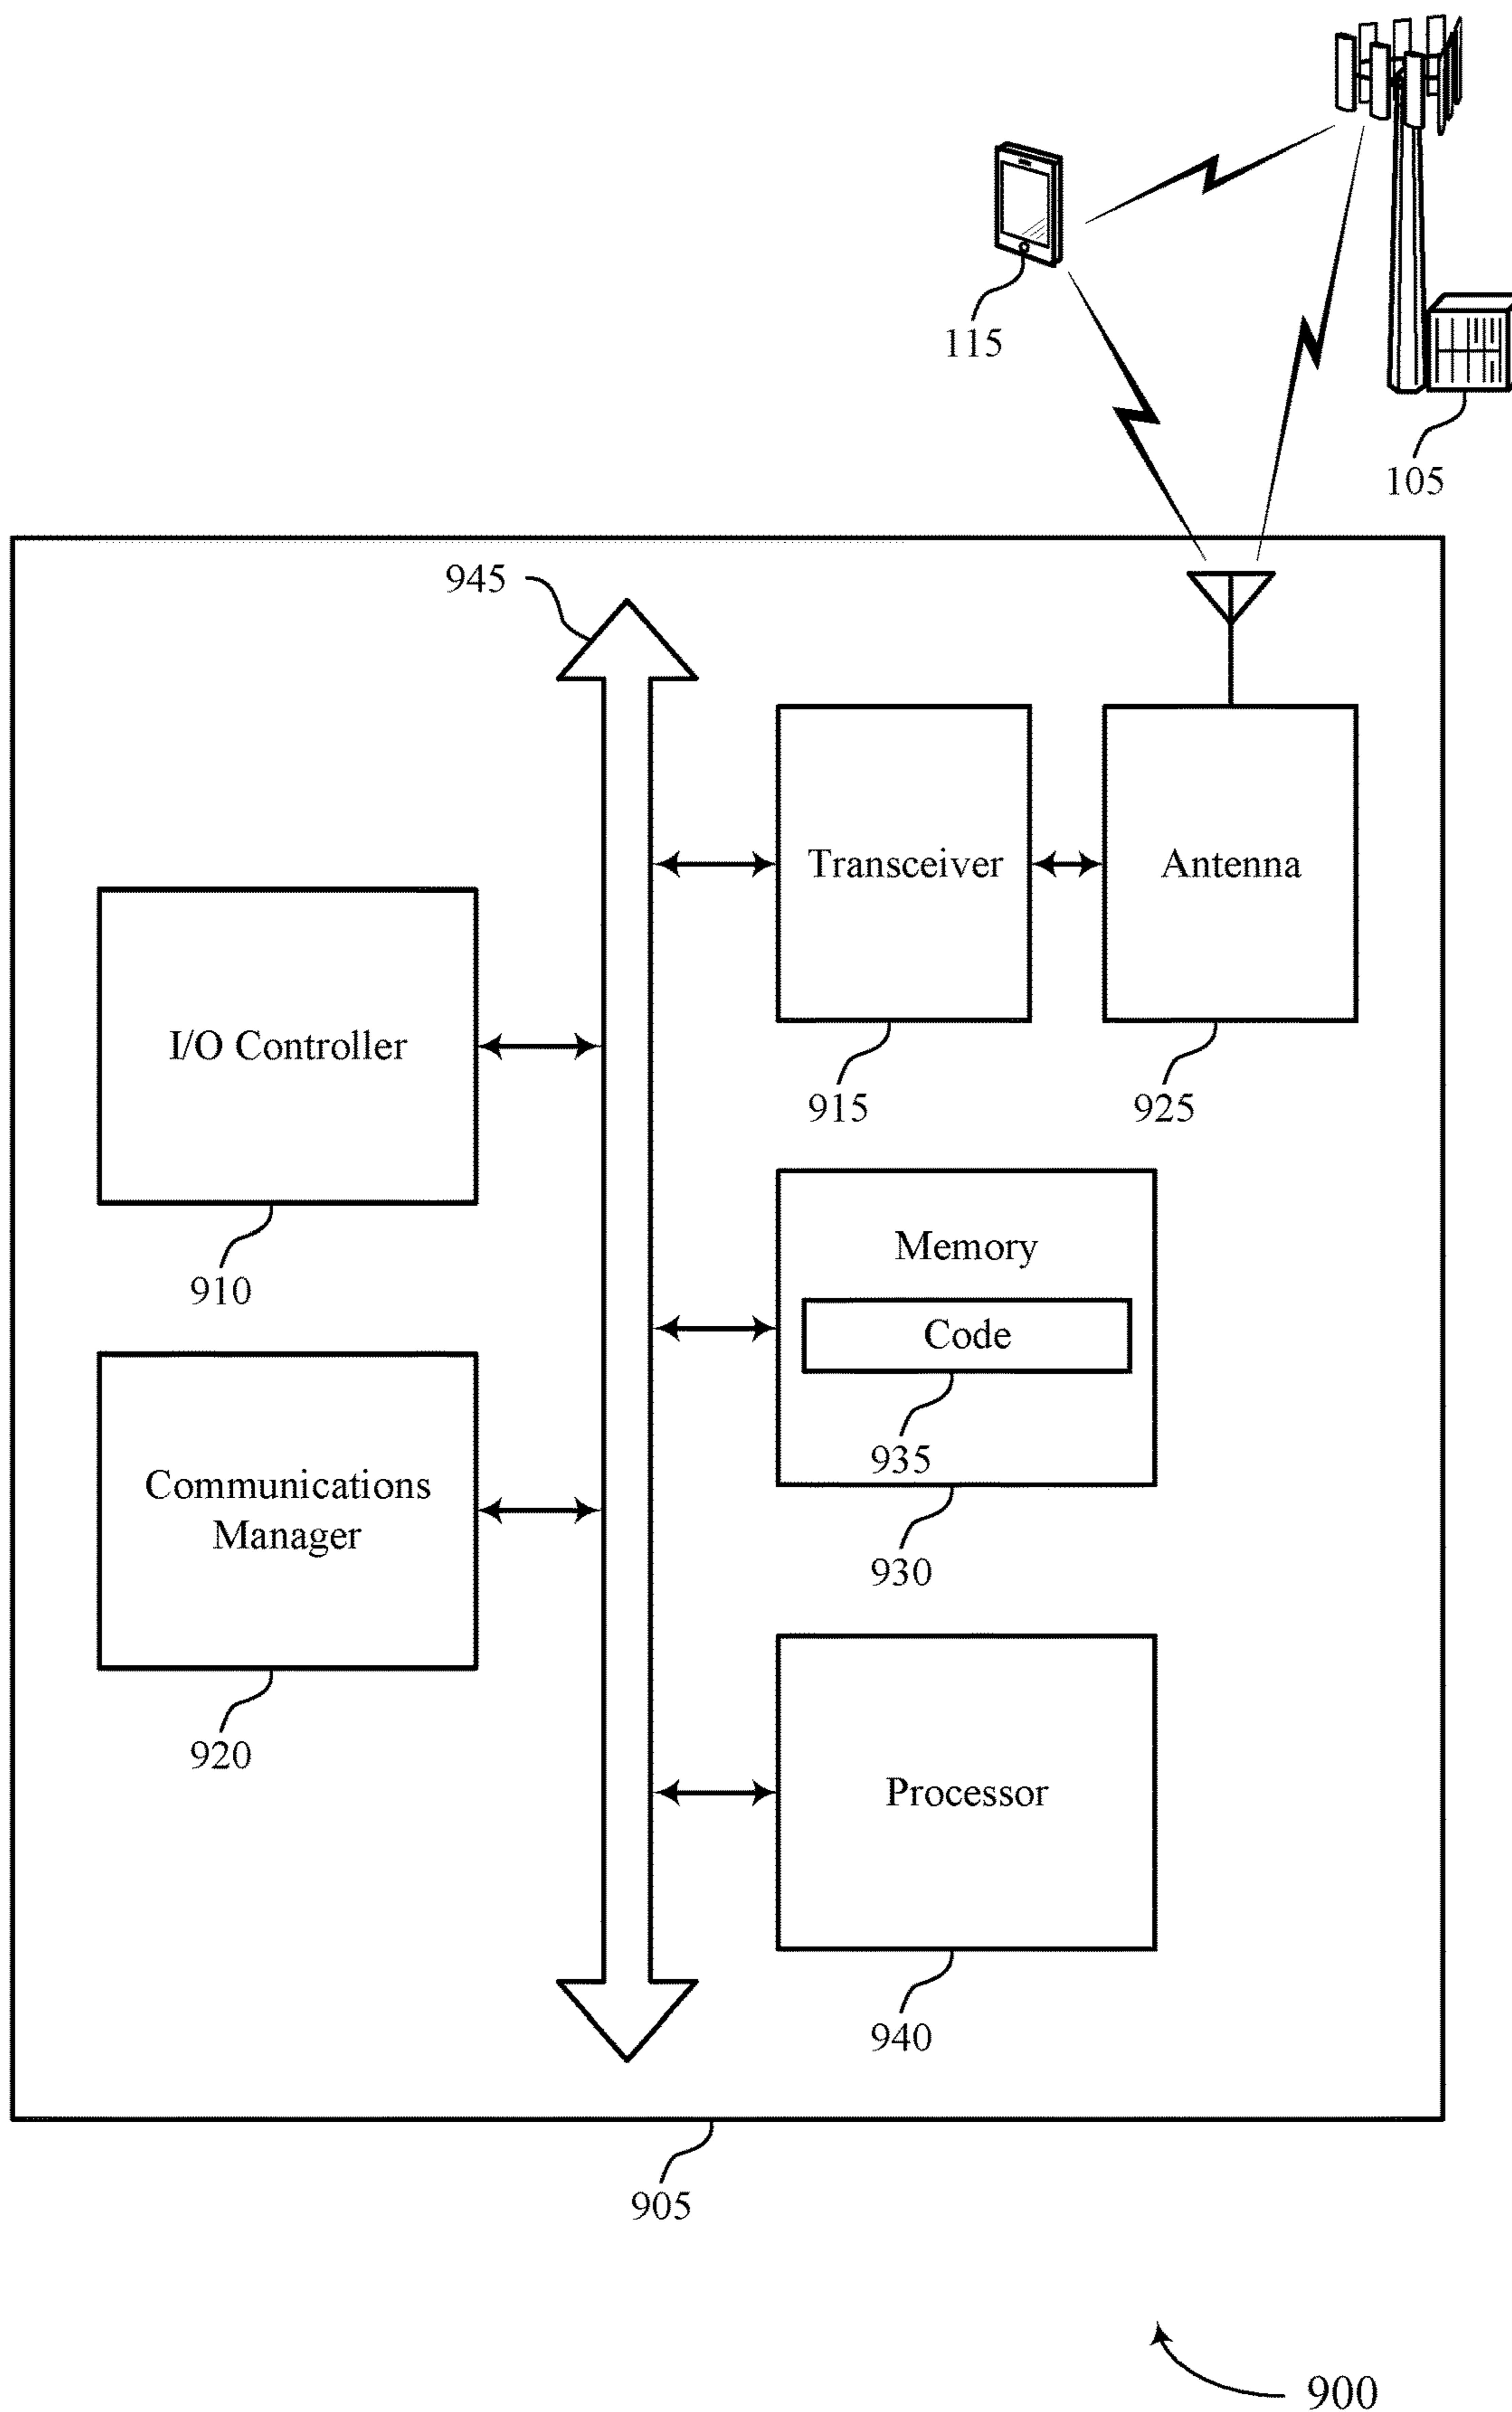 115
105
945
Transceiver
Antenna
I/O Controller
915
925
910
Memory
Code
935
Communications
Manager
930
920
Processor
940
905
900